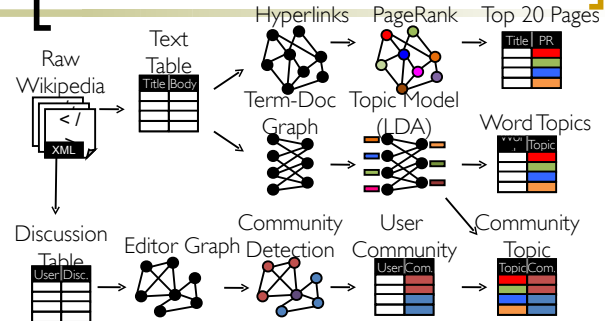 Hyperlinks
PageRank
Top 20 Pages
Raw
Wikipedia
Text
Table
Title Body
Title PR
< /
XML
Term-Doc
Graph
Topic Model
(LDA)
Word Topics
Topic
Discussion
Table
User Disc.
Editor Graph
Community
Detection
User
Community
User Com.
Community
Topic
Topic Com.